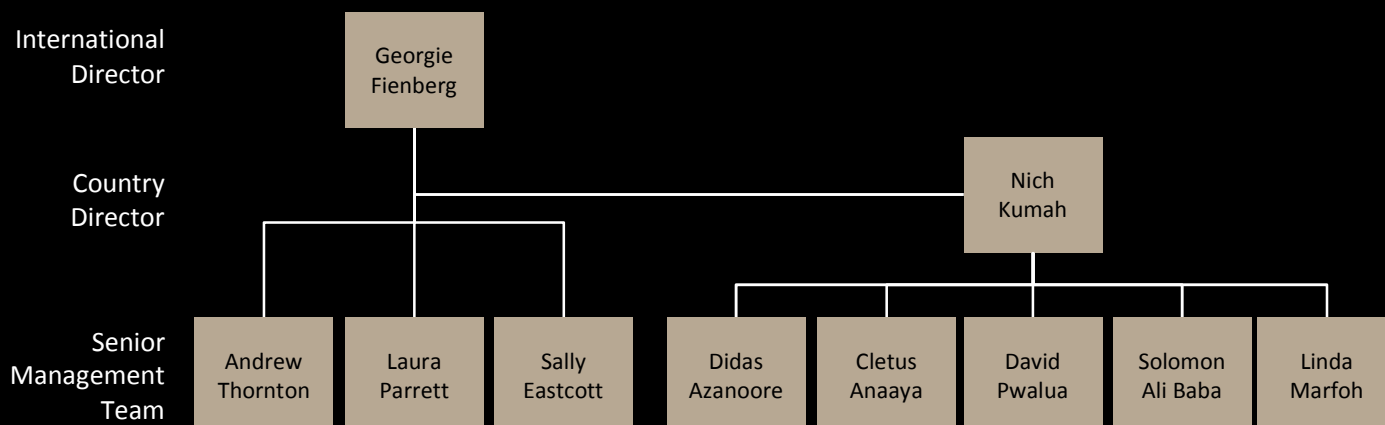 International
Director
Georgie
Fienberg
Country
Director
Nich
Kumah
Senior
Management
Team
Andrew
Thornton
Laura
Parrett
Sally
Eastcott
Didas
Azanoore
Cletus
Anaaya
David
Pwalua
Solomon
Ali Baba
Linda
Marfoh